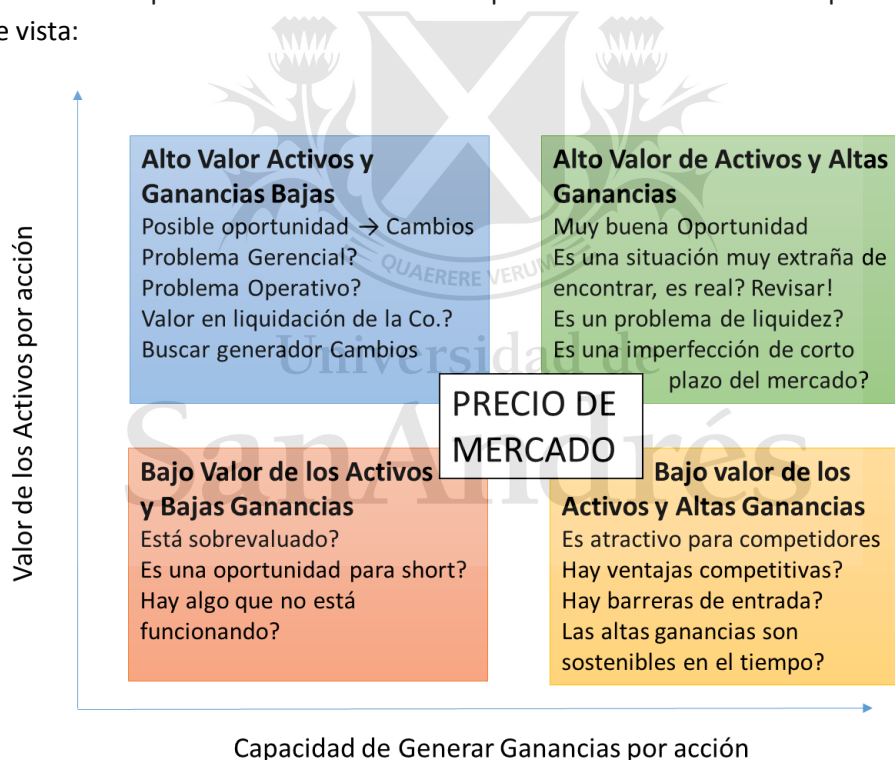 e vista:
Valor de los Activos por acción
Alto Valor Activos y
Ganancias Bajas
Posible oportunidad → Cambios
Problema Gerencial?
Problema Operativo?
Valor en liquidación de la Co.?
Buscar generador Cambios
Alto Valor de Activos y Altas
Ganancias
Muy buena Oportunidad
Es una situación muy extraña de
encontrar, es real? Revisar!
Es un problema de liquidez?
Es una imperfección de corto
plazo del mercado?
QUAERERE VERUM
Universidad de
SanAndrés
PRECIO DE
MERCADO
Bajo Valor de los Activos
y Bajas Ganancias
Está sobrevaluado?
Es una oportunidad para short?
Hay algo que no está
funcionando?
Bajo valor de los
Activos y Altas Ganancias
Es atractivo para competidores
Hay ventajas competitivas?
Hay barreras de entrada?
Las altas ganancias son
sostenibles en el tiempo?
Capacidad de Generar Ganancias por acción